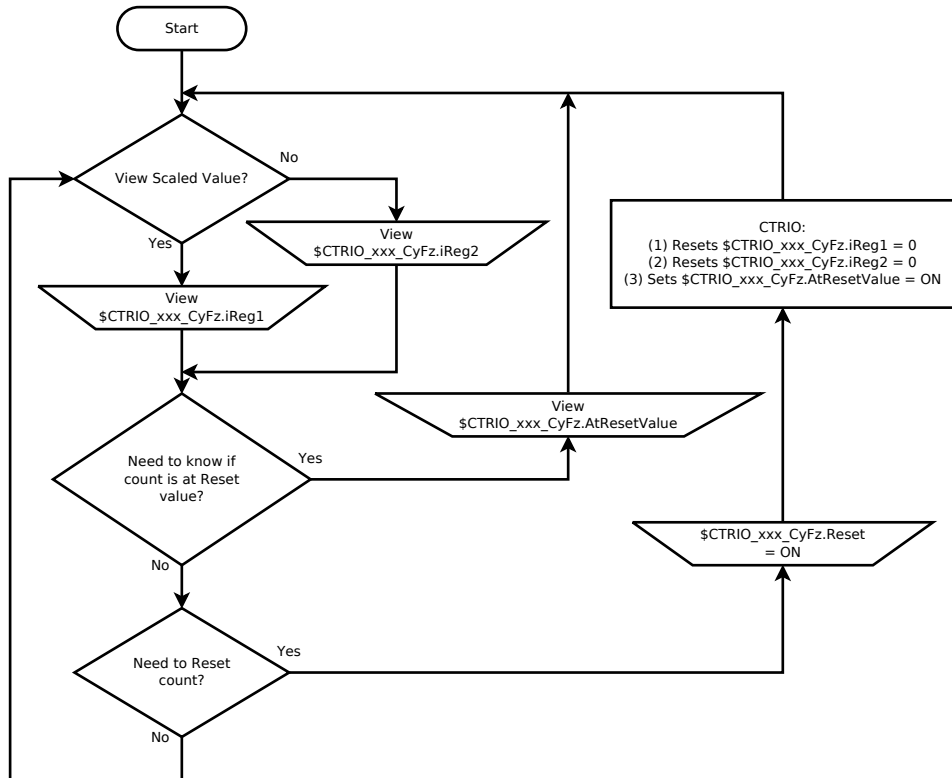 Start
View Scaled Value?
No
Yes
View
$CTRIO_xxx_CyFz.iReg2
View
$CTRIO_xxx_CyFz.iReg1
CTRIO:
(1) Resets $CTRIO_xxx_CyFz.iReg1 = 0
(2) Resets $CTRIO_xxx_CyFz.iReg2 = 0
(3) Sets $CTRIO_xxx_CyFz.AtResetValue = ON
View
$CTRIO_xxx_CyFz.AtResetValue
Need to know if
count is at Reset
value?
Yes
No
$CTRIO_xxx_CyFz.Reset
= ON
Need to Reset
count?
Yes
No